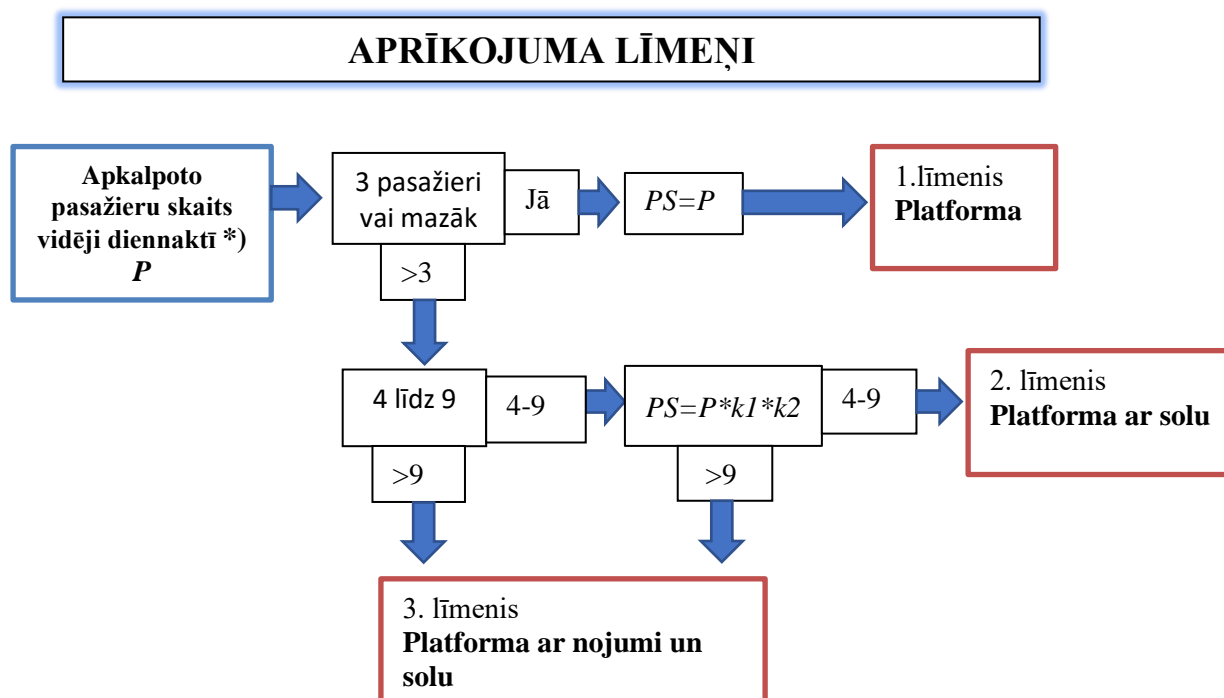 APRĪKOJUMA LĪMEŅI
Apkalpoto
pasažieru skaits
vidēji diennaktī *)
P
3 pasažieri
vai mazāk
Jā
PS=P
1.līmenis
Platforma
>3
4 līdz 9
4-9
PS=P*k1*k2
4-9
2. līmenis
Platforma ar solu
>9
>9
3. līmenis
Platforma ar nojumi un
solu